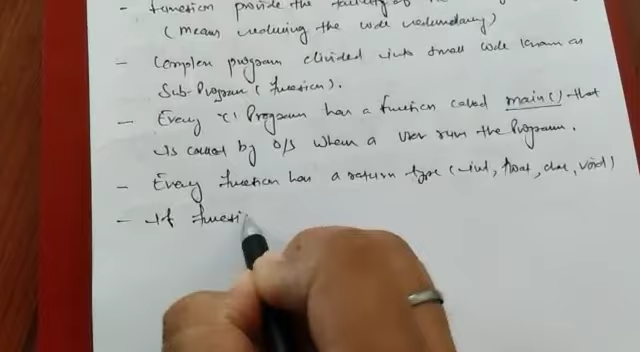 - Function provide the facility of
(Means reducing the code redundancy)
- Complex program divided into small code known as
Sub-Program (function).
- Every 'C' Program has a function called main() that
is called by O/S when a user run the Program.
- Every function has a return type (int, float, char, void)
- If functi